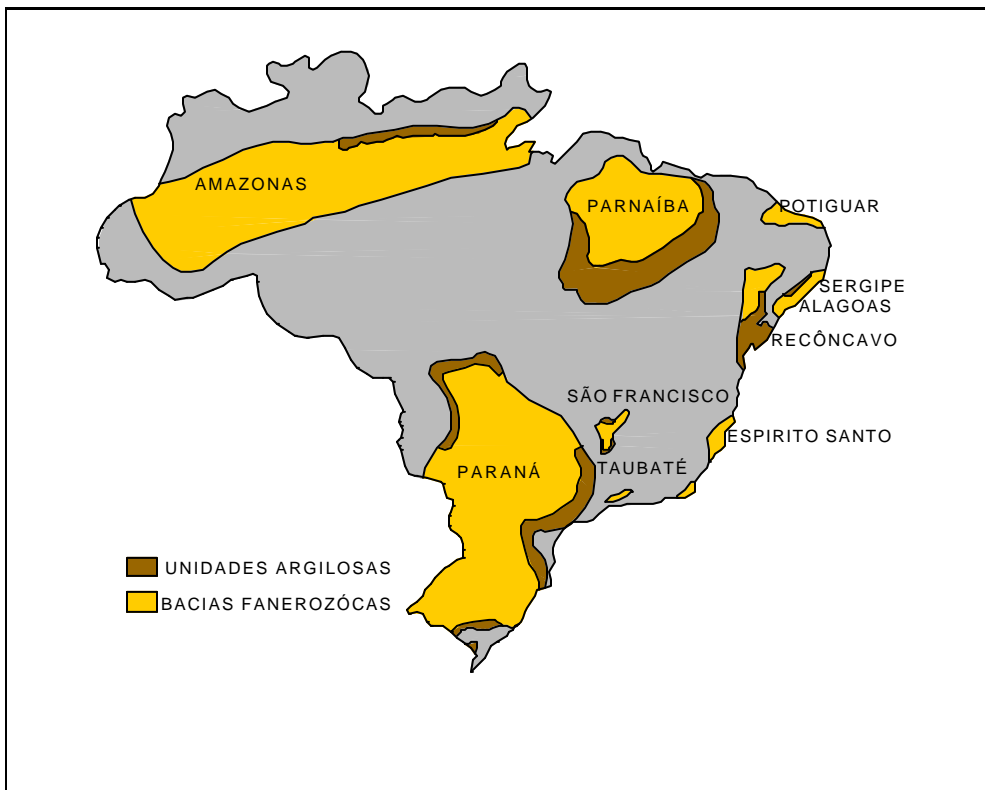 AMAZONAS
PARNAÍBA
POTIGUAR
SERGIPE
ALAGOAS
RECÔNCAVO
SÃO FRANCISCO
ESPIRITO SANTO
PARANÁ
TAUBATÉ
UNIDADES ARGILOSAS
BACIAS FANEROZÓCAS